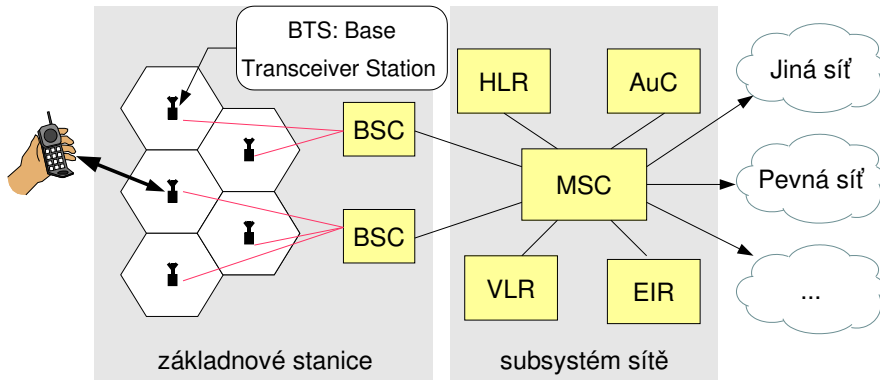 BTS: Base
Transceiver Station
HLR
AuC
Jiná síť
BSC
MSC
Pevná síť
BSC
VLR
EIR
...
základnové stanice
subsystém sítě